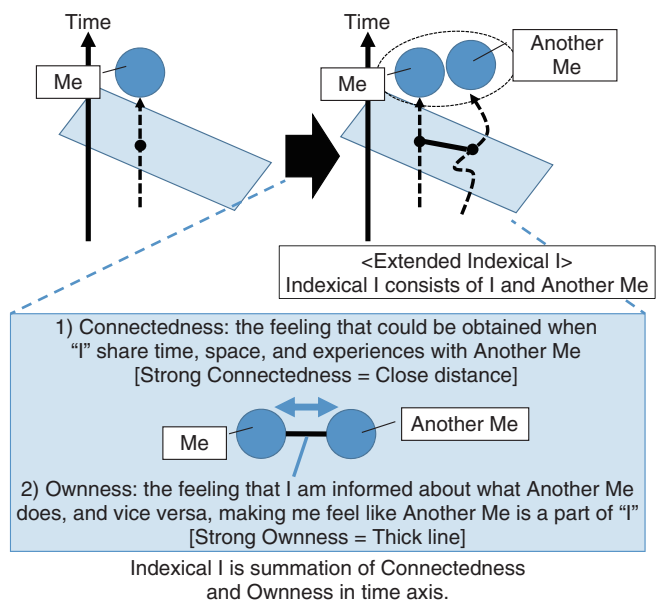 Time
Me
Time
Me
Another
Me
<Extended Indexical I>
Indexical I consists of I and Another Me
1) Connectedness: the feeling that could be obtained when
“I” share time, space, and experiences with Another Me
[Strong Connectedness = Close distance]
Me
Another Me
2) Ownness: the feeling that I am informed about what Another Me
does, and vice versa, making me feel like Another Me is a part of “I”
[Strong Ownness = Thick line]
Indexical I is summation of Connectedness
and Ownness in time axis.